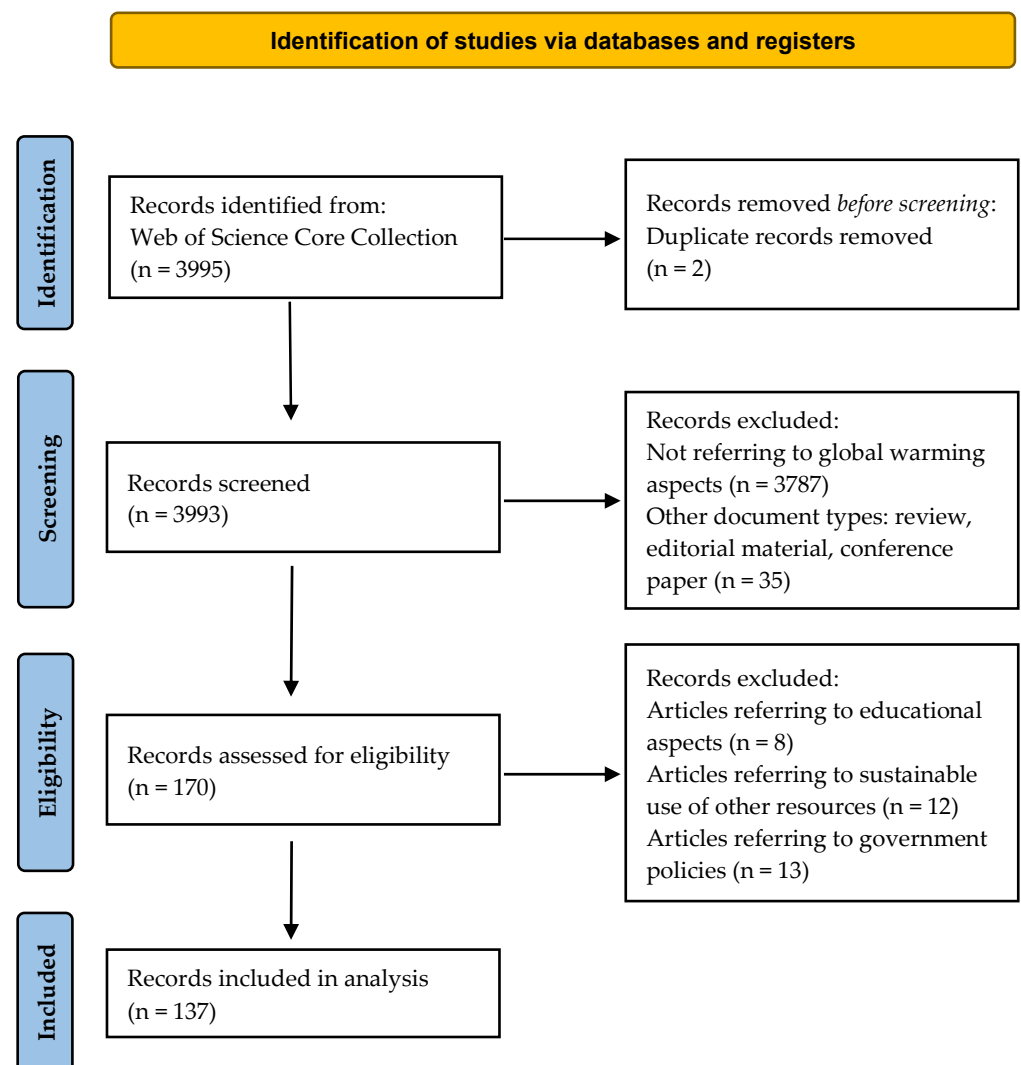 Identification of studies via databases and registers
Identification
Records identified from:
Web of Science Core Collection
(n = 3995)
Records removed before screening:
Duplicate records removed
(n = 2)
Screening
Records screened
(n = 3993)
Records excluded:
Not referring to global warming
aspects (n = 3787)
Other document types: review,
editorial material, conference
paper (n = 35)
Eligibility
Records assessed for eligibility
(n = 170)
Records excluded:
Articles referring to educational
aspects (n = 8)
Articles referring to sustainable
use of other resources (n = 12)
Articles referring to government
policies (n = 13)
Included
Records included in analysis
(n = 137)